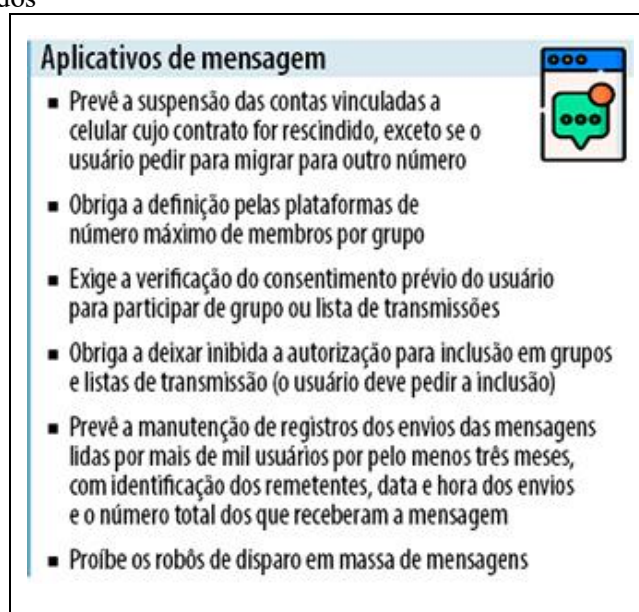 Aplicativos de mensagem
▪ Prevê a suspensão das contas vinculadas a
celular cujo contrato for rescindido, exceto se o
usuário pedir para migrar para outro número
▪ Obriga a definição pelas plataformas de
número máximo de membros por grupo
▪ Exige a verificação do consentimento prévio do usuário
para participar de grupo ou lista de transmissões
▪ Obriga a deixar inibida a autorização para inclusão em grupos
e listas de transmissão (o usuário deve pedir a inclusão)
▪ Prevê a manutenção de registros dos envios das mensagens
lidas por mais de mil usuários por pelo menos três meses,
com identificação dos remetentes, data e hora dos envios
e o número total dos que receberam a mensagem
▪ Proíbe os robôs de disparo em massa de mensagens